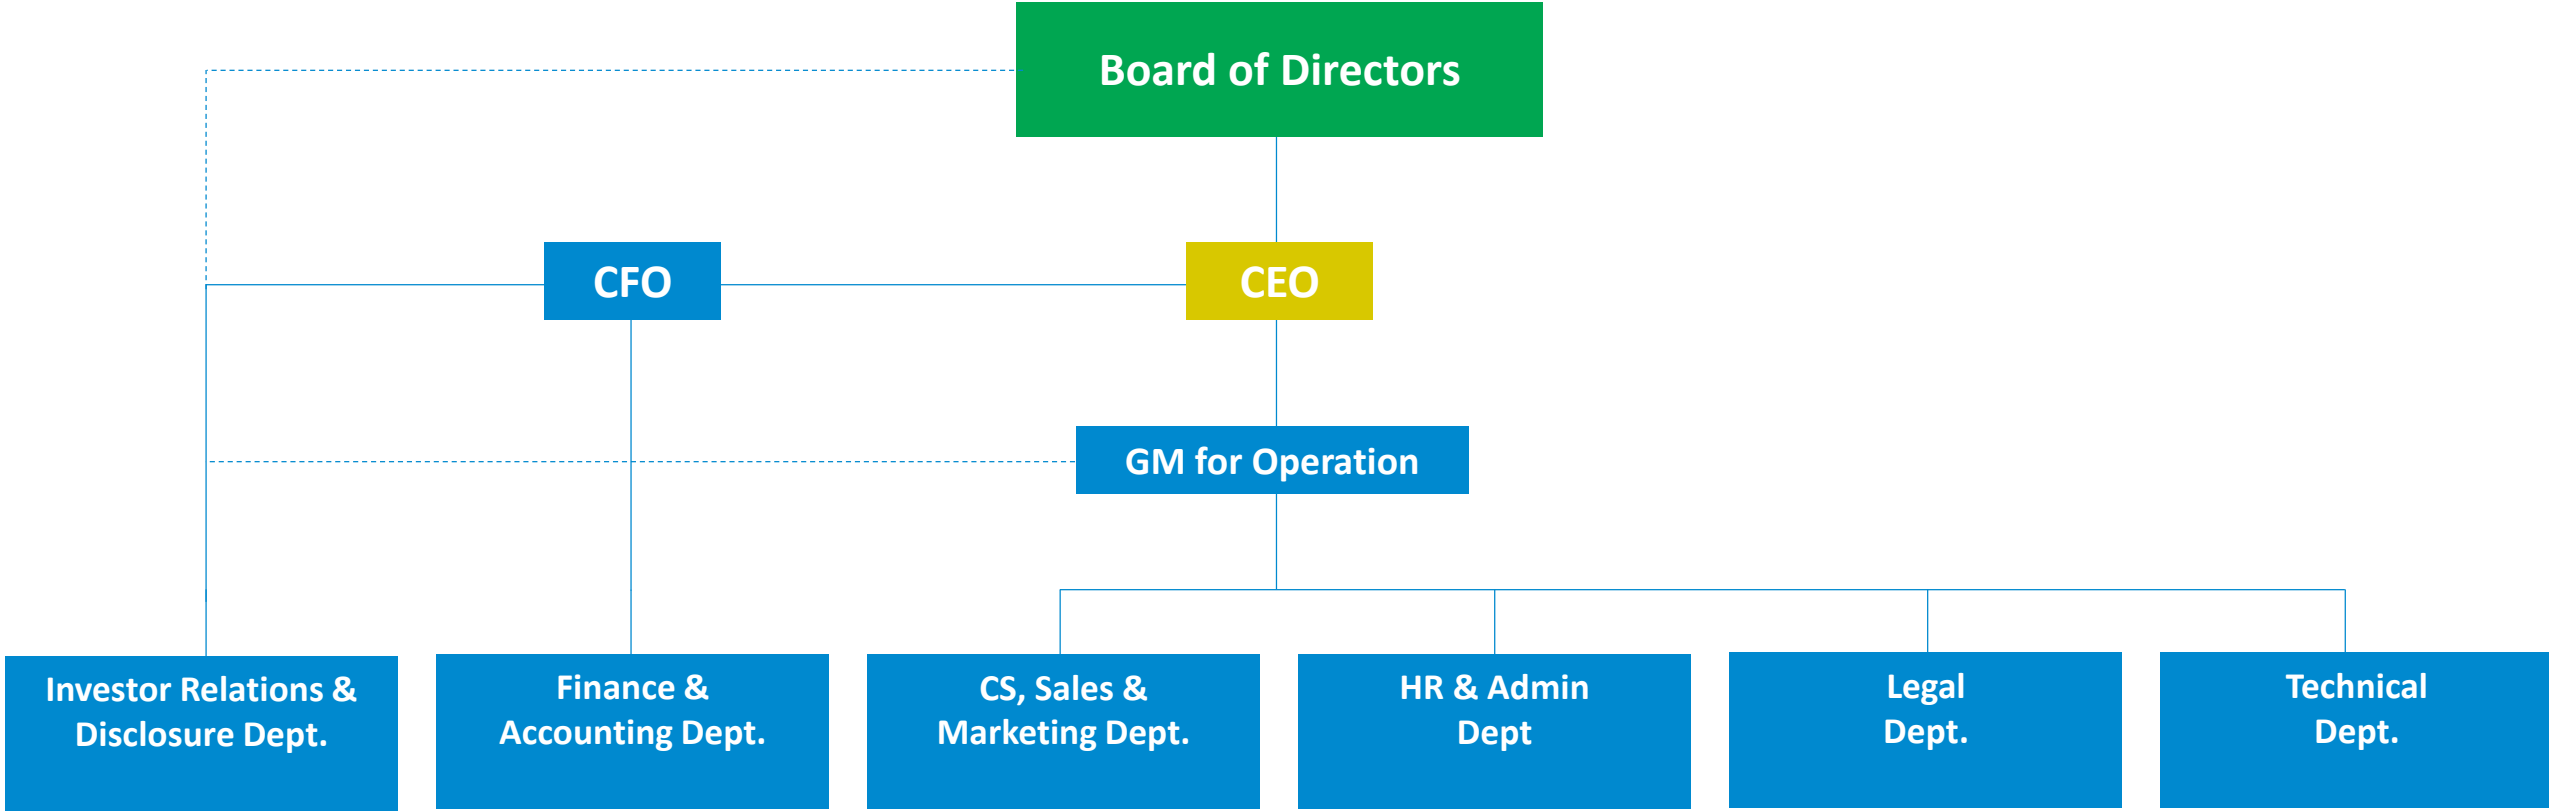 Board of Directors
CFO
CEO
GM for Operation
Investor Relations &
Disclosure Dept.
Finance &
Accounting Dept.
CS, Sales &
Marketing Dept.
HR & Admin
Dept
Legal
Dept.
Technical
Dept.